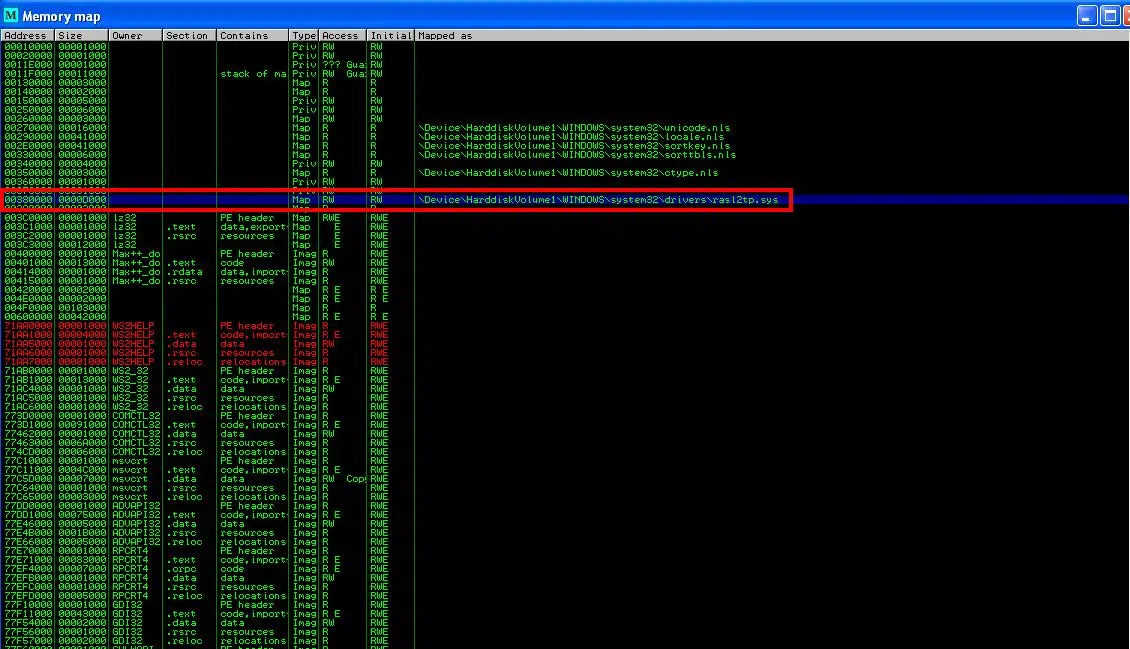 M Memory map
Address Size Owner Section Contains Type Access Initial Mapped as
00010000 00001000 Priv RW RW
00020000 00001000 Priv RW RW
0011E000 00001000 Priv ??? Gua: RW
0011F000 00011000 stack of ma Priv RW Gua: RW
00130000 00003000 Map R R
00140000 00002000 Map R R
00150000 00005000 Priv RW RW
00250000 00006000 Priv RW RW
00260000 00003000 Map RW RW
00270000 00016000 Map R R \Device\HarddiskVolume1\WINDOWS\system32\unicode.nls
00290000 00041000 Map R R \Device\HarddiskVolume1\WINDOWS\system32\locale.nls
002E0000 00041000 Map R R \Device\HarddiskVolume1\WINDOWS\system32\sortkey.nls
00330000 00006000 Map R R \Device\HarddiskVolume1\WINDOWS\system32\sorttbls.nls
00340000 00004000 Priv RW RW
00350000 00003000 Map R R \Device\HarddiskVolume1\WINDOWS\system32\ctype.nls
00360000 00001000 Priv RW RW
00380000 0000D000 Map RW RW \Device\HarddiskVolume1\WINDOWS\system32\drivers\rasl2tp.sys
003C0000 00001000 lz32 PE header Map RWE RWE
003C1000 00001000 lz32 .text data,export Map E RWE
003C2000 00001000 lz32 .rsrc resources Map E RWE
003C3000 00012000 lz32 Map E RWE
00400000 00001000 Max++_do PE header Imag R RWE
00401000 00013000 Max++_do .text code Imag RW RWE
00414000 00001000 Max++_do .rdata data,import Imag R RWE
00415000 00001000 Max++_do .rsrc resources Imag R RWE
00420000 00002000 Map R E R E
004E0000 00002000 Map R E R E
004F0000 00103000 Map R R
00600000 00042000 Map R E R E
71AA0000 00001000 WS2HELP PE header Imag R RWE
71AA1000 00004000 WS2HELP .text code,import Imag R E RWE
71AA5000 00001000 WS2HELP .data data Imag RW RWE
71AA6000 00001000 WS2HELP .rsrc resources Imag R RWE
71AA7000 00001000 WS2HELP .reloc relocations Imag R RWE
71AB0000 00001000 WS2_32 PE header Imag R RWE
71AB1000 00013000 WS2_32 .text code,import Imag R E RWE
71AC4000 00001000 WS2_32 .data data Imag RW RWE
71AC5000 00001000 WS2_32 .rsrc resources Imag R RWE
71AC6000 00001000 WS2_32 .reloc relocations Imag R RWE
773D0000 00001000 COMCTL32 PE header Imag R RWE
773D1000 00091000 COMCTL32 .text code,import Imag R E RWE
77462000 00001000 COMCTL32 .data data Imag RW RWE
77463000 0006A000 COMCTL32 .rsrc resources Imag R RWE
774CD000 00006000 COMCTL32 .reloc relocations Imag R RWE
77C10000 00001000 msvcrt PE header Imag R RWE
77C11000 0004C000 msvcrt .text code,import Imag R E RWE
77C5D000 00007000 msvcrt .data data Imag RW Copy RWE
77C64000 00001000 msvcrt .rsrc resources Imag R RWE
77C65000 00003000 msvcrt .reloc relocations Imag R RWE
77DD0000 00001000 ADVAPI32 PE header Imag R RWE
77DD1000 00075000 ADVAPI32 .text code,import Imag R E RWE
77E46000 00005000 ADVAPI32 .data data Imag RW RWE
77E4B000 0001B000 ADVAPI32 .rsrc resources Imag R RWE
77E66000 00005000 ADVAPI32 .reloc relocations Imag R RWE
77E70000 00001000 RPCRT4 PE header Imag R RWE
77E71000 00083000 RPCRT4 .text code,import Imag R E RWE
77EF4000 00007000 RPCRT4 .orpc code Imag R E RWE
77EFB000 00001000 RPCRT4 .data data Imag RW RWE
77EFC000 00001000 RPCRT4 .rsrc resources Imag R RWE
77EFD000 00005000 RPCRT4 .reloc relocations Imag R RWE
77F10000 00001000 GDI32 PE header Imag R RWE
77F11000 00043000 GDI32 .text code,import Imag R E RWE
77F54000 00002000 GDI32 .data data Imag RW RWE
77F56000 00001000 GDI32 .rsrc resources Imag R RWE
77F57000 00002000 GDI32 .reloc relocations Imag R RWE